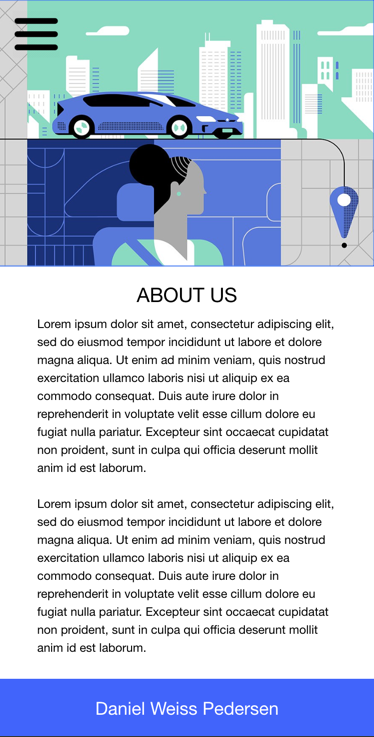 ABOUT US
Lorem ipsum dolor sit amet, consectetur adipiscing elit,
sed do eiusmod tempor incididunt ut labore et dolore
magna aliqua. Ut enim ad minim veniam, quis nostrud
exercitation ullamco laboris nisi ut aliquip ex ea
commodo consequat. Duis aute irure dolor in
reprehenderit in voluptate velit esse cillum dolore eu
fugiat nulla pariatur. Excepteur sint occaecat cupidatat
non proident, sunt in culpa qui officia deserunt mollit
anim id est laborum.
Lorem ipsum dolor sit amet, consectetur adipiscing elit,
sed do eiusmod tempor incididunt ut labore et dolore
magna aliqua. Ut enim ad minim veniam, quis nostrud
exercitation ullamco laboris nisi ut aliquip ex ea
commodo consequat. Duis aute irure dolor in
reprehenderit in voluptate velit esse cillum dolore eu
fugiat nulla pariatur. Excepteur sint occaecat cupidatat
non proident, sunt in culpa qui officia deserunt mollit
anim id est laborum.
Daniel Weiss Pedersen